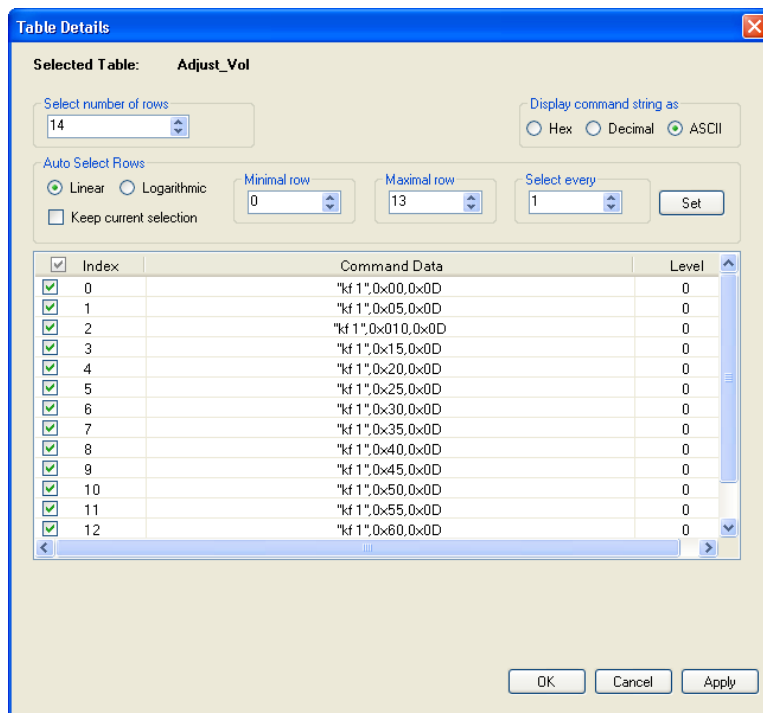 Table Details
Selected Table: Adjust_Vol
Select number of rows
14
Display command string as
Hex Decimal ASCII
Auto Select Rows
Linear Logarithmic
Keep current selection
Minimal row
0
Maximal row
13
Select every
1
Set
Index Command Data Level
0 "kf 1",0x00,0x0D 0
1 "kf 1",0x05,0x0D 0
2 "kf 1",0x010,0x0D 0
3 "kf 1",0x15,0x0D 0
4 "kf 1",0x20,0x0D 0
5 "kf 1",0x25,0x0D 0
6 "kf 1",0x30,0x0D 0
7 "kf 1",0x35,0x0D 0
8 "kf 1",0x40,0x0D 0
9 "kf 1",0x45,0x0D 0
10 "kf 1",0x50,0x0D 0
11 "kf 1",0x55,0x0D 0
12 "kf 1",0x60,0x0D 0
OK Cancel Apply